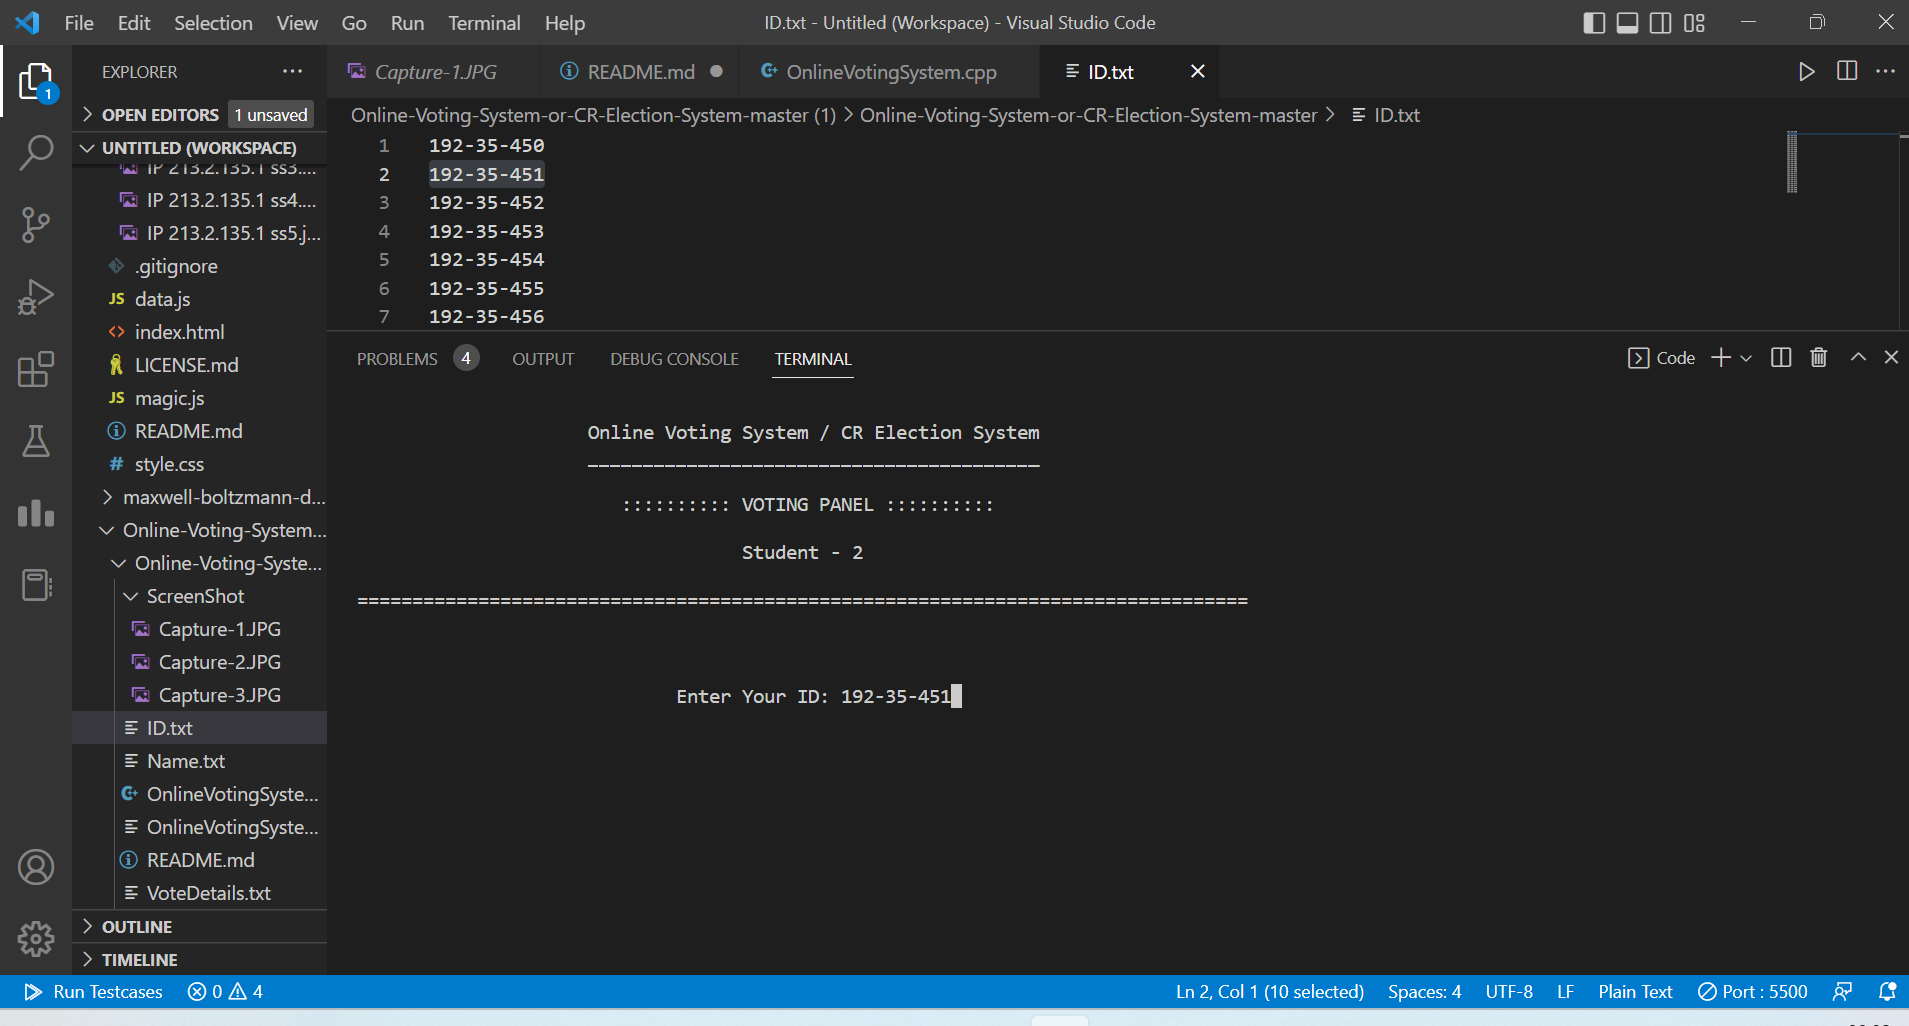 File Edit Selection View Go Run Terminal Help
ID.txt - Untitled (Workspace) - Visual Studio Code
EXPLORER
1
OPEN EDITORS 1 unsaved
UNTITLED (WORKSPACE)
IP 213.2.135.1 ss3....
IP 213.2.135.1 ss4....
IP 213.2.135.1 ss5.j...
.gitignore
JS data.js
<> index.html
LICENSE.md
JS magic.js
README.md
# style.css
maxwell-boltzmann-d...
Online-Voting-System...
Online-Voting-Syste...
ScreenShot
Capture-1.JPG
Capture-2.JPG
Capture-3.JPG
ID.txt
Name.txt
OnlineVotingSyste...
OnlineVotingSyste...
README.md
VoteDetails.txt
OUTLINE
TIMELINE
Capture-1.JPG README.md OnlineVotingSystem.cpp ID.txt
Online-Voting-System-or-CR-Election-System-master (1) > Online-Voting-System-or-CR-Election-System-master > ID.txt
1 192-35-450
2 192-35-451
3 192-35-452
4 192-35-453
5 192-35-454
6 192-35-455
7 192-35-456
PROBLEMS 4 OUTPUT DEBUG CONSOLE TERMINAL
Code
Online Voting System / CR Election System
-----------------------------------------
:::::::::: VOTING PANEL ::::::::::
Student - 2
=================================================================================
Enter Your ID: 192-35-451
Run Testcases 0 4
Ln 2, Col 1 (10 selected) Spaces: 4 UTF-8 LF Plain Text Port : 5500